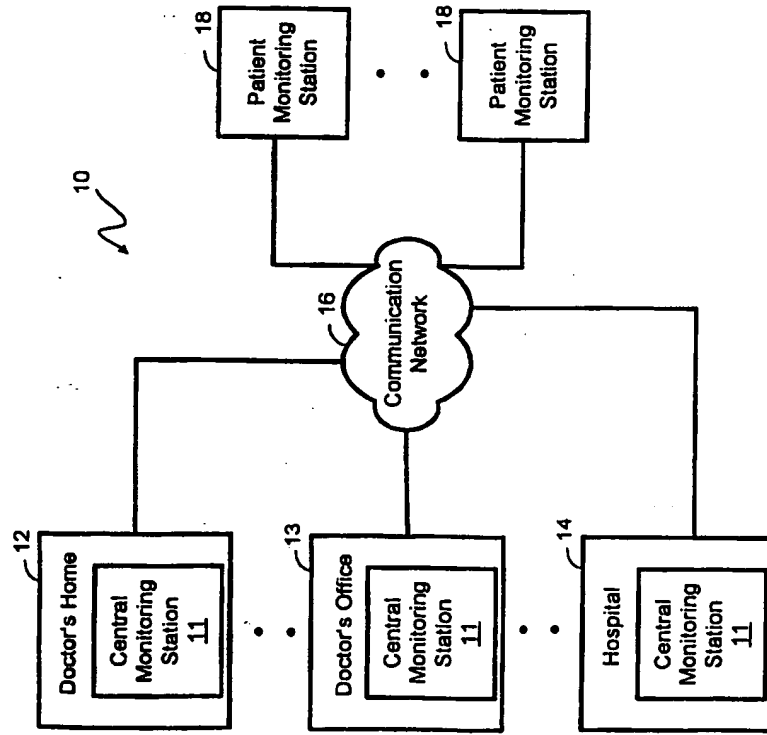 10
12
Doctor's Home
Central
Monitoring
Station
11
13
Doctor's Office
Central
Monitoring
Station
11
14
Hospital
Central
Monitoring
Station
11
16
Communication
Network
18
Patient
Monitoring
Station
18
Patient
Monitoring
Station